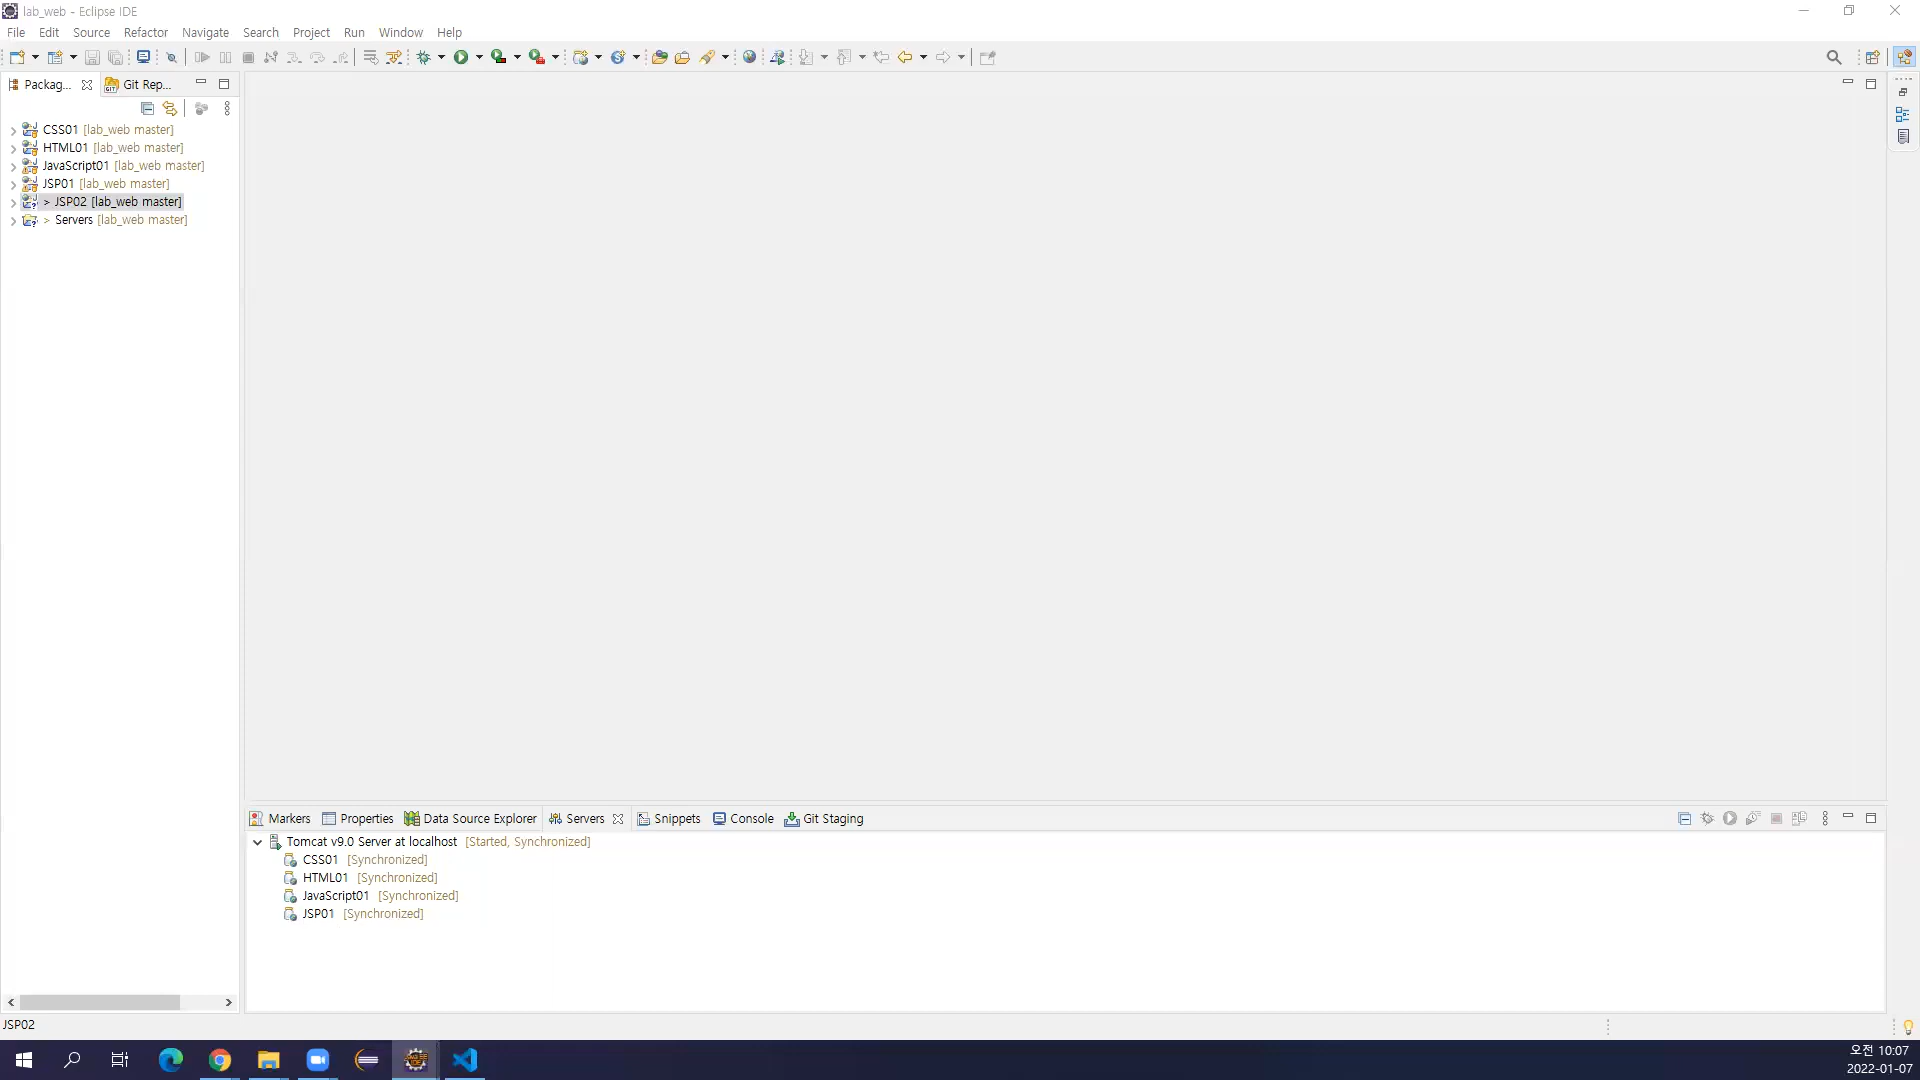 lab_web - Eclipse IDE
File Edit Source Refactor Navigate Search Project Run Window Help
Packag... Git Rep...
CSS01 [lab_web master]
HTML01 [lab_web master]
JavaScript01 [lab_web master]
JSP01 [lab_web master]
> JSP02 [lab_web master]
> Servers [lab_web master]
Markers Properties Data Source Explorer Servers Snippets Console Git Staging
Tomcat v9.0 Server at localhost [Started, Synchronized]
CSS01 [Synchronized]
HTML01 [Synchronized]
JavaScript01 [Synchronized]
JSP01 [Synchronized]
JSP02
오전 10:07
2022-01-07